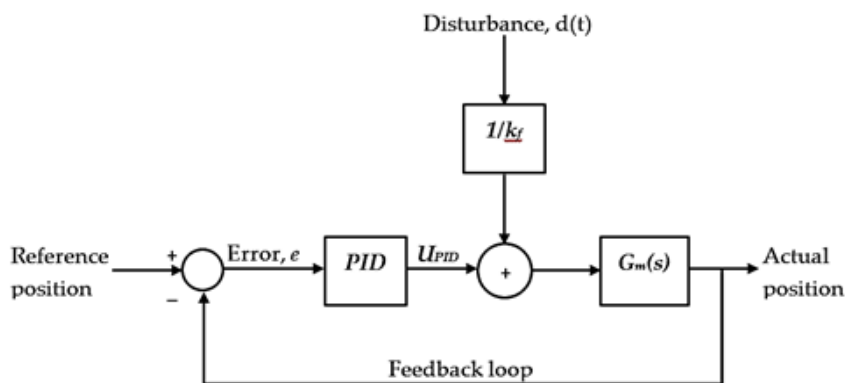 Disturbance, d(t)
1/kf
Reference
position
+
−
Error, e
PID
UPID
+
Gm(s)
Actual
position
Feedback loop